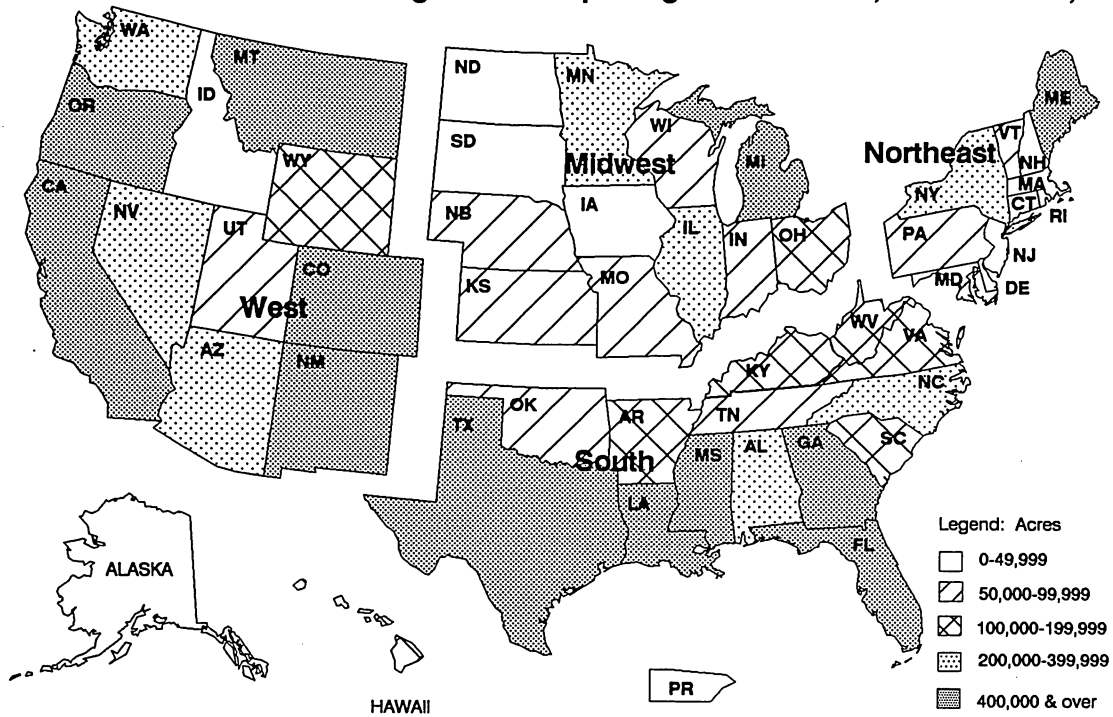 WA
MT
ND
MN
ME
ID
OR
VT
WI
SD
Midwest
MI
Northeast
WY
NH
CA
MA
NY
CT
NV
IA
RI
NB
UT
IL
IN
OH
PA
NJ
CO
MO
KS
MD
DE
West
WV
VA
AZ
NM
KY
NC
OK
AR
TN
TX
SC
South
MS
AL
GA
LA
FL
Legend: Acres
0-49,999
ALASKA
50,000-99,999
100,000-199,999
200,000-399,999
PR
400,000 & over
HAWAII